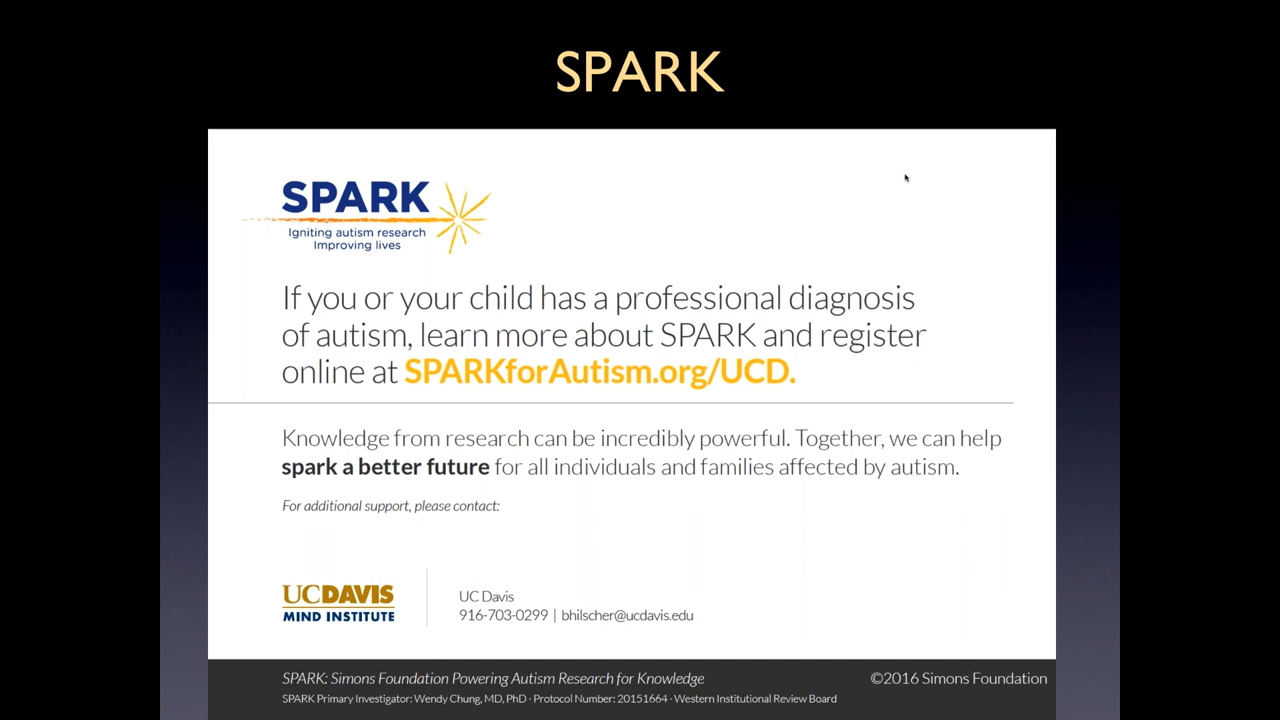 SPARK
SPARK
Igniting autism research
Improving lives
If you or your child has a professional diagnosis
of autism, learn more about SPARK and register
online at SPARKforAutism.org/UCD.
Knowledge from research can be incredibly powerful. Together, we can help
spark a better future for all individuals and families affected by autism.
For additional support, please contact:
UCDAVIS
MIND INSTITUTE
UC Davis
916-703-0299 | bhilscher@ucdavis.edu
SPARK: Simons Foundation Powering Autism Research for Knowledge
©2016 Simons Foundation
SPARK Primary Investigator: Wendy Chung, MD, PhD · Protocol Number: 20151664 · Western Institutional Review Board